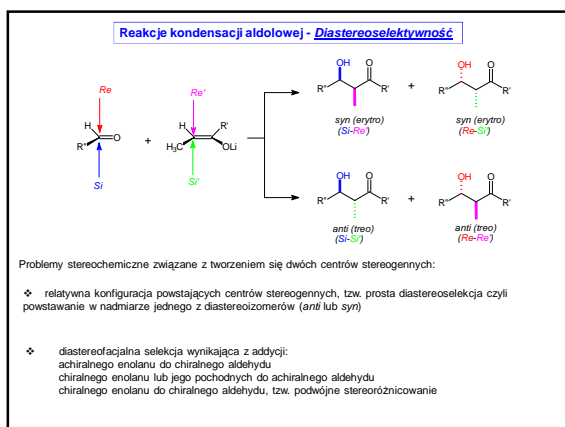 Reakcje kondensacji aldolowej - Diastereoselektywność
Re
Re'
H
R"
O
Si
+
H
H3C
R'
OLi
Si'
OH O
R" R'
syn (erytro)
(Si-Re')
+
OH O
R" R'
syn (erytro)
(Re-Si')
OH O
R" R'
anti (treo)
(Si-Si')
+
OH O
R" R'
anti (treo)
(Re-Re')
Problemy stereochemiczne związane z tworzeniem się dwóch centrów stereogennych:
❖ relatywna konfiguracja powstających centrów stereogennych, tzw. prosta diastereoselekcja czyli
powstawanie w nadmiarze jednego z diastereoizomerów (anti lub syn)
❖ diastereofacjalna selekcja wynikająca z addycji:
achiralnego enolanu do chiralnego aldehydu
chiralnego enolanu lub jego pochodnych do achiralnego aldehydu
chiralnego enolanu do chiralnego aldehydu, tzw. podwójne stereoróżnicowanie